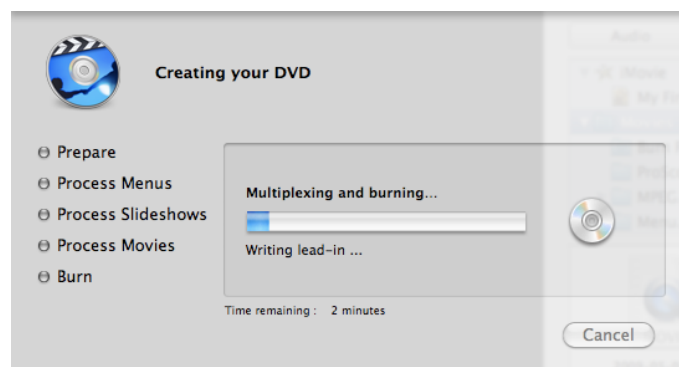 Creating your DVD
Audio
iMovie
Prepare
Process Menus
Process Slideshows
Process Movies
Burn
Multiplexing and burning...
Writing lead-in ...
Time remaining : 2 minutes
Cancel